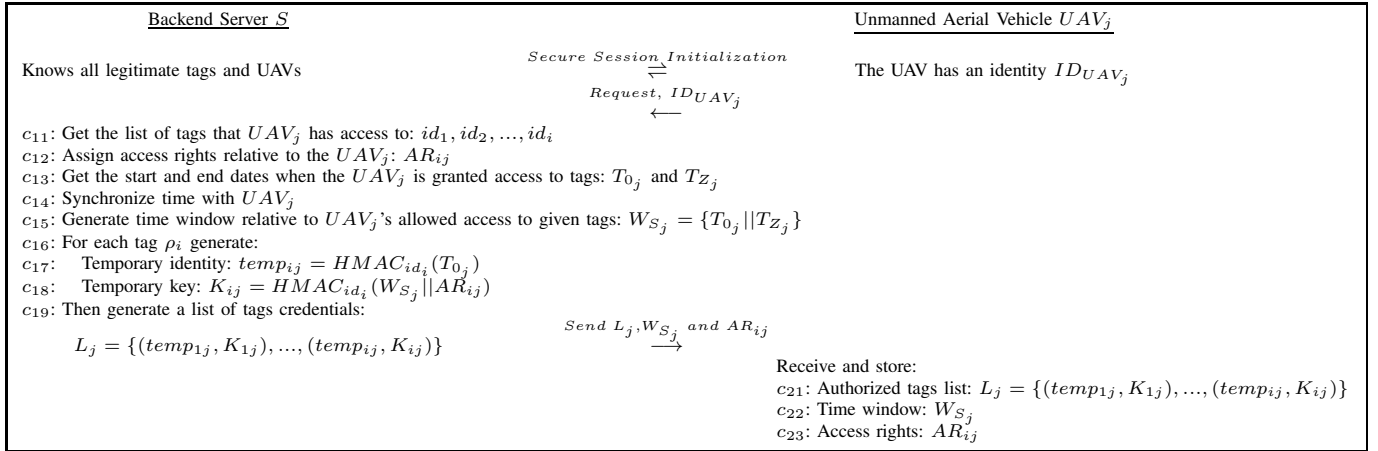 Backend Server S
Unmanned Aerial Vehicle UAV_j
Secure Session Initialization
Knows all legitimate tags and UAVs
⇌
The UAV has an identity ID_{UAV_j}
Request, ID_{UAV_j}
←
c_{11}: Get the list of tags that UAV_j has access to: id_1, id_2, ..., id_i
c_{12}: Assign access rights relative to the UAV_j: AR_{ij}
c_{13}: Get the start and end dates when the UAV_j is granted access to tags: T_{0_j} and T_{Z_j}
c_{14}: Synchronize time with UAV_j
c_{15}: Generate time window relative to UAV_j's allowed access to given tags: W_{S_j} = {T_{0_j}||T_{Z_j}}
c_{16}: For each tag ρ_i generate:
c_{17}: Temporary identity: temp_{ij} = HMAC_{id_i}(T_{0_j})
c_{18}: Temporary key: K_{ij} = HMAC_{id_i}(W_{S_j}||AR_{ij})
c_{19}: Then generate a list of tags credentials:
Send L_j, W_{S_j} and AR_{ij}
L_j = {(temp_{1j}, K_{1j}), ..., (temp_{ij}, K_{ij})}
→
Receive and store:
c_{21}: Authorized tags list: L_j = {(temp_{1j}, K_{1j}), ..., (temp_{ij}, K_{ij})}
c_{22}: Time window: W_{S_j}
c_{23}: Access rights: AR_{ij}